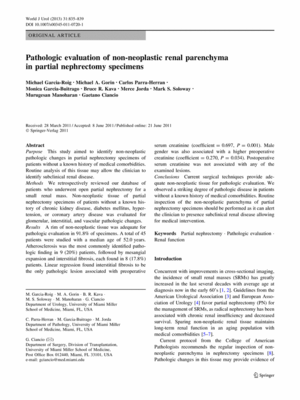 World J Urol (2013) 31:835–839
DOI 10.1007/s00345-011-0720-1
ORIGINAL ARTICLE
Pathologic evaluation of non-neoplastic renal parenchyma
in partial nephrectomy specimens
Michael Garcia-Roig · Michael A. Gorin · Carlos Parra-Herran ·
Monica Garcia-Buitrago · Bruce R. Kava · Merce Jorda · Mark S. Soloway ·
Murugesan Manoharan · Gaetano Ciancio
Received: 28 March 2011 / Accepted: 8 June 2011 / Published online: 21 June 2011
© Springer-Verlag 2011
Abstract
Purpose This study aimed to identify non-neoplastic
pathologic changes in partial nephrectomy specimens of
patients without a known history of medical comorbidities.
Routine analysis of this tissue may allow the clinician to
identify subclinical renal disease.
Methods We retrospectively reviewed our database of
patients who underwent open partial nephrectomy for a
small renal mass. Non-neoplastic tissue of partial
nephrectomy specimens of patients without a known his-
tory of chronic kidney disease, diabetes mellitus, hyper-
tension, or coronary artery disease was evaluated for
glomerular, interstitial, and vascular pathologic changes.
Results A rim of non-neoplastic tissue was adequate for
pathologic evaluation in 91.8% of specimens. A total of 45
patients were studied with a median age of 52.0 years.
Atherosclerosis was the most commonly identified patho-
logic finding in 9 (20%) patients, followed by mesangial
expansion and interstitial fibrosis, each found in 8 (17.8%)
patients. Linear regression found interstitial fibrosis to be
the only pathologic lesion associated with preoperative
M. Garcia-Roig · M. A. Gorin · B. R. Kava ·
M. S. Soloway · M. Manoharan · G. Ciancio
Department of Urology, University of Miami Miller
School of Medicine, Miami, FL, USA
C. Parra-Herran · M. Garcia-Buitrago · M. Jorda
Department of Pathology, University of Miami Miller
School of Medicine, Miami, FL, USA
G. Ciancio
Department of Surgery, Division of Transplantation,
University of Miami Miller School of Medicine,
Post Office Box 012440, Miami, FL 33101, USA
e-mail: gciancio@med.miami.edu
serum creatinine (coefficient = 0.697, P = 0.001). Male
gender was also associated with a higher preoperative
creatinine (coefficient = 0.270, P = 0.034). Postoperative
serum creatinine was not associated with any of the
examined lesions.
Conclusions Current surgical techniques provide ade-
quate non-neoplastic tissue for pathologic evaluation. We
observed a striking degree of pathologic disease in patients
without a known history of medical comorbidities. Routine
inspection of the non-neoplastic parenchyma of partial
nephrectomy specimens should be performed as it can alert
the clinician to presence subclinical renal disease allowing
for medical intervention.
Keywords Partial nephrectomy · Pathologic evaluation ·
Renal function
Introduction
Concurrent with improvements in cross-sectional imaging,
the incidence of small renal masses (SRMs) has greatly
increased in the last several decades with average age at
diagnosis now in the early 60's [1, 2]. Guidelines from the
American Urological Association [3] and European Asso-
ciation of Urology [4] favor partial nephrectomy (PN) for
the management of SRMs, as radical nephrectomy has been
associated with chronic renal insufficiency and decreased
survival. Sparing non-neoplastic renal tissue maintains
long-term renal function in an aging population with
medical comorbidities [5–7].
Current protocol from the College of American
Pathologists recommends the regular inspection of non-
neoplastic parenchyma in nephrectomy specimens [8].
Pathologic changes in this tissue may provide evidence of